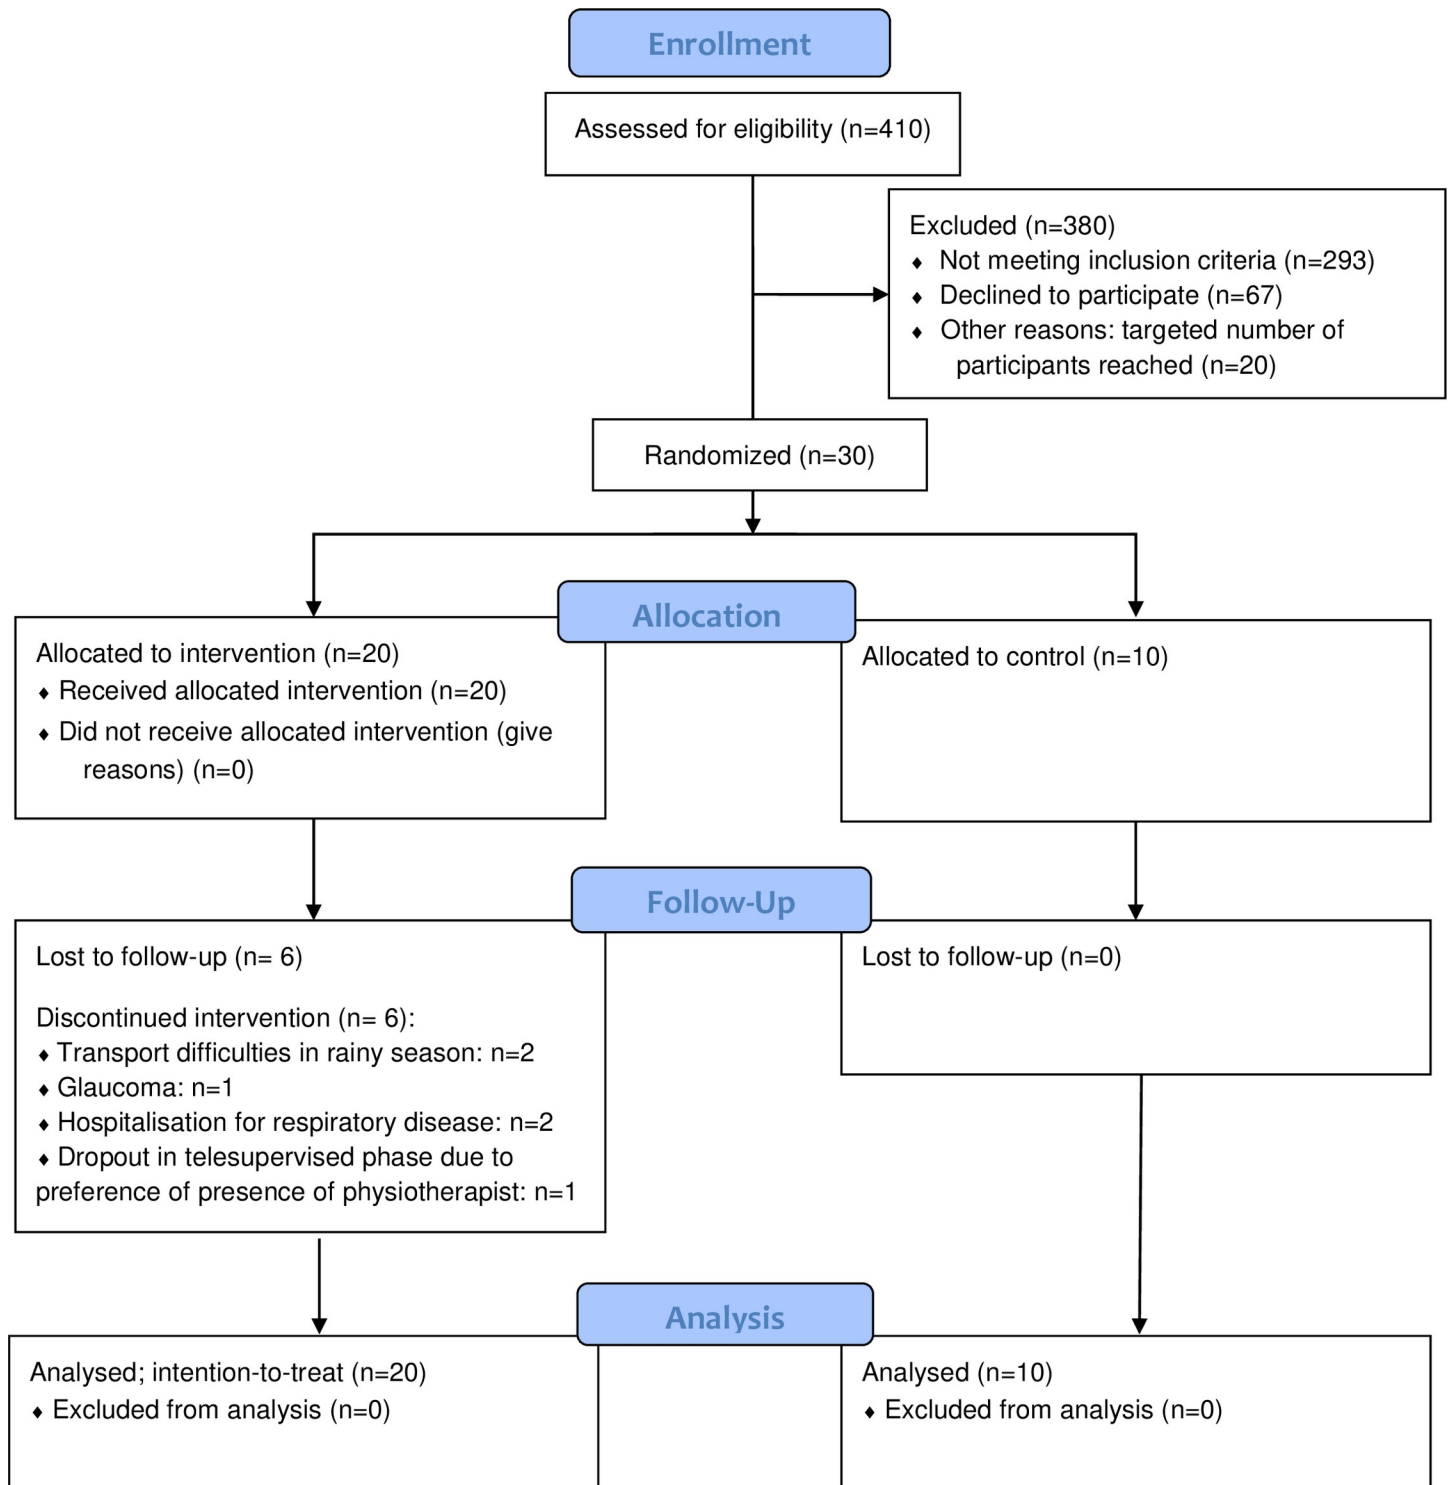 Enrollment
Assessed for eligibility (n=410)
Excluded (n=380)
♦ Not meeting inclusion criteria (n=293)
♦ Declined to participate (n=67)
♦ Other reasons: targeted number of
participants reached (n=20)
Randomized (n=30)
Allocation
Allocated to intervention (n=20)
♦ Received allocated intervention (n=20)
♦ Did not receive allocated intervention (give
reasons) (n=0)
Allocated to control (n=10)
Follow-Up
Lost to follow-up (n= 6)
Discontinued intervention (n= 6):
♦ Transport difficulties in rainy season: n=2
♦ Glaucoma: n=1
♦ Hospitalisation for respiratory disease: n=2
♦ Dropout in telesupervised phase due to
preference of presence of physiotherapist: n=1
Lost to follow-up (n=0)
Analysis
Analysed; intention-to-treat (n=20)
♦ Excluded from analysis (n=0)
Analysed (n=10)
♦ Excluded from analysis (n=0)